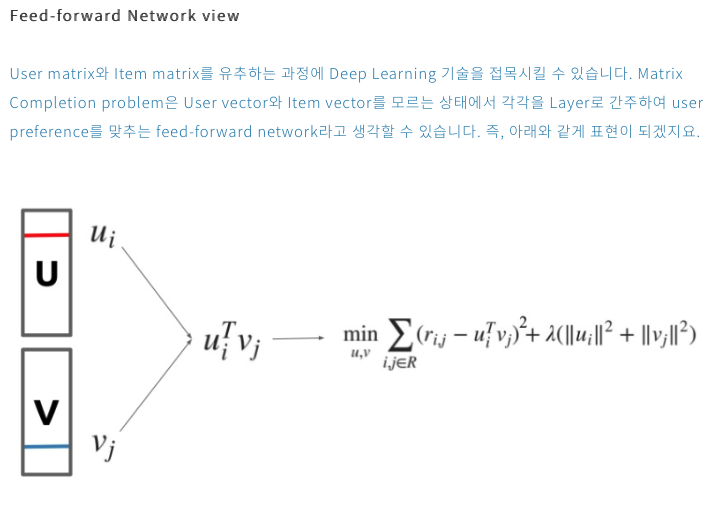 Feed-forward Network view
User matrix와 Item matrix를 유추하는 과정에 Deep Learning 기술을 접목시킬 수 있습니다. Matrix
Completion problem은 User vector와 Item vector를 모르는 상태에서 각각을 Layer로 간주하여 user
preference를 맞추는 feed-forward network라고 생각할 수 있습니다. 즉, 아래와 같게 표현이 되겠지요.
u_i
U
u_i^T v_j
min_{u,v} ∑_{i,j∈R} (r_{i,j} − u_i^T v_j)^2 + λ(‖u_i‖^2 + ‖v_j‖^2)
V
v_j